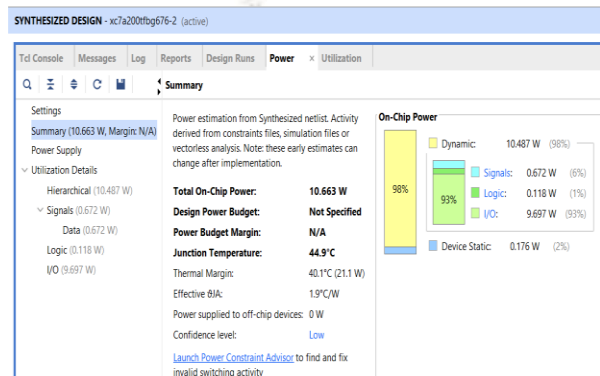 SYNTHESIZED DESIGN - xc7a200tfbg676-2 (active)
Tcl Console Messages Log Reports Design Runs Power × Utilization
Summary
Settings
Summary (10.663 W, Margin: N/A)
Power Supply
Utilization Details
Hierarchical (10.487 W)
Signals (0.672 W)
Data (0.672 W)
Logic (0.118 W)
I/O (9.697 W)
Power estimation from Synthesized netlist. Activity
derived from constraints files, simulation files or
vectorless analysis. Note: these early estimates can
change after implementation.
Total On-Chip Power: 10.663 W
Design Power Budget: Not Specified
Power Budget Margin: N/A
Junction Temperature: 44.9°C
Thermal Margin: 40.1°C (21.1 W)
Effective ϑJA: 1.9°C/W
Power supplied to off-chip devices: 0 W
Confidence level: Low
Launch Power Constraint Advisor to find and fix
invalid switching activity
On-Chip Power
98%
Dynamic: 10.487 W (98%)
93%
Signals: 0.672 W (6%)
Logic: 0.118 W (1%)
I/O: 9.697 W (93%)
Device Static: 0.176 W (2%)